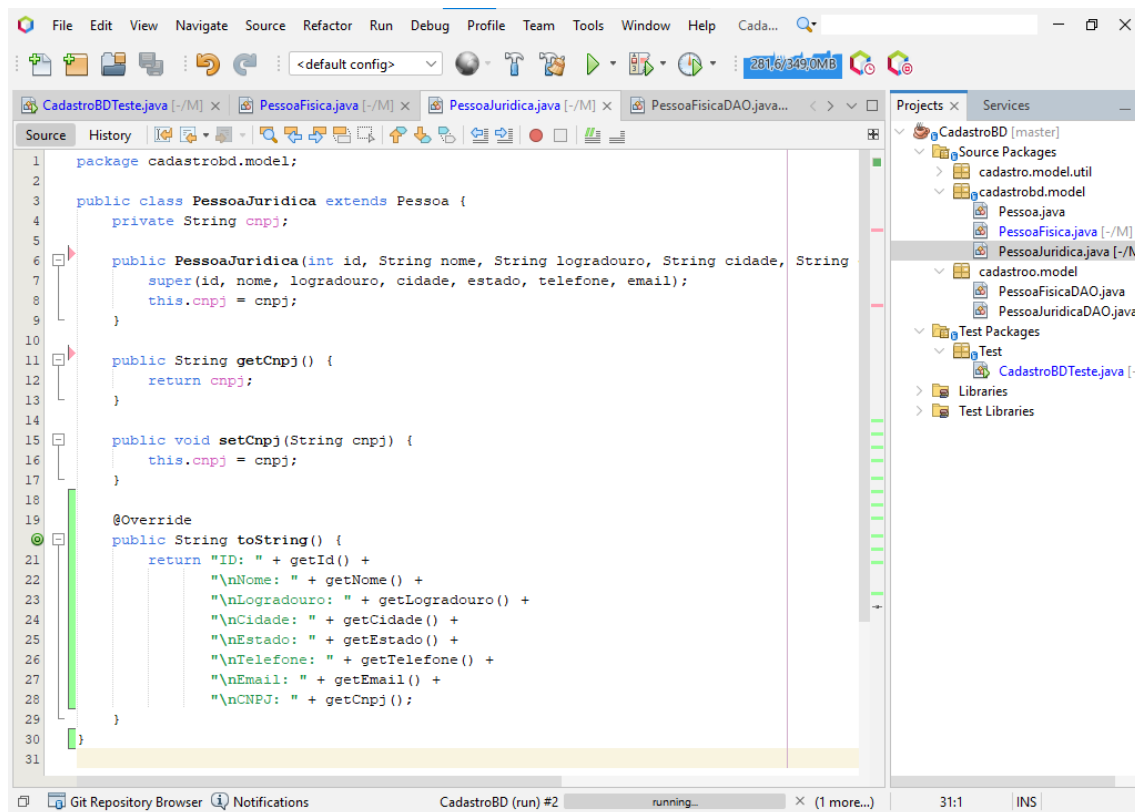 File Edit View Navigate Source Refactor Run Debug Profile Team Tools Window Help Cada...
<default config> 281,6/349,0MB
CadastroBDTeste.java [-/M] PessoaFisica.java [-/M] PessoaJuridica.java [-/M] PessoaFisicaDAO.java...
Source History
1 package cadastrobd.model;
2
3 public class PessoaJuridica extends Pessoa {
4 private String cnpj;
5
6 public PessoaJuridica(int id, String nome, String logradouro, String cidade, String
7 super(id, nome, logradouro, cidade, estado, telefone, email);
8 this.cnpj = cnpj;
9 }
10
11 public String getCnpj() {
12 return cnpj;
13 }
14
15 public void setCnpj(String cnpj) {
16 this.cnpj = cnpj;
17 }
18
19 @Override
public String toString() {
21 return "ID: " + getId() +
22 "\nNome: " + getNome() +
23 "\nLogradouro: " + getLogradouro() +
24 "\nCidade: " + getCidade() +
25 "\nEstado: " + getEstado() +
26 "\nTelefone: " + getTelefone() +
27 "\nEmail: " + getEmail() +
28 "\nCNPJ: " + getCnpj();
29 }
30 }
31
Projects Services
CadastroBD [master]
Source Packages
cadastro.model.util
cadastrobd.model
Pessoa.java
PessoaFisica.java [-/M]
PessoaJuridica.java [-/M
cadastroo.model
PessoaFisicaDAO.java
PessoaJuridicaDAO.java
Test Packages
Test
CadastroBDTeste.java [-
Libraries
Test Libraries
Git Repository Browser Notifications CadastroBD (run) #2 running... (1 more...) 31:1 INS